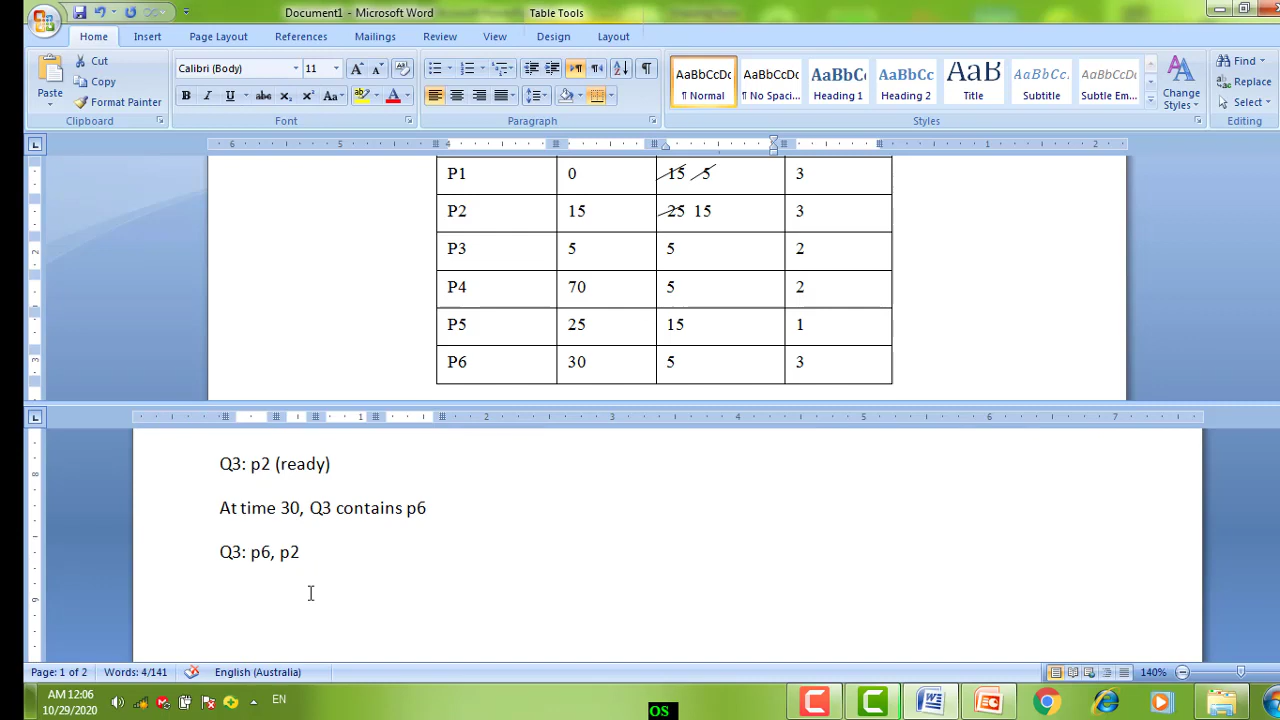 Document1 - Microsoft Word
Table Tools
Home Insert Page Layout References Mailings Review View Design Layout
Paste
Cut
Copy
Format Painter
Clipboard
Calibri (Body) 11
Font
Paragraph
AaBbCcDc AaBbCcDc AaBbC AaBbCc AaB AaBbCcL AaBbCcDc
¶ Normal ¶ No Spaci... Heading 1 Heading 2 Title Subtitle Subtle Em...
Change Styles
Styles
Find
Replace
Select
Editing
P1 0 15 5 3
P2 15 25 15 3
P3 5 5 2
P4 70 5 2
P5 25 15 1
P6 30 5 3
Q3: p2 (ready)
At time 30, Q3 contains p6
Q3: p6, p2
Page: 1 of 2 Words: 4/141 English (Australia) 140%
AM 12:06
10/29/2020
EN
OS